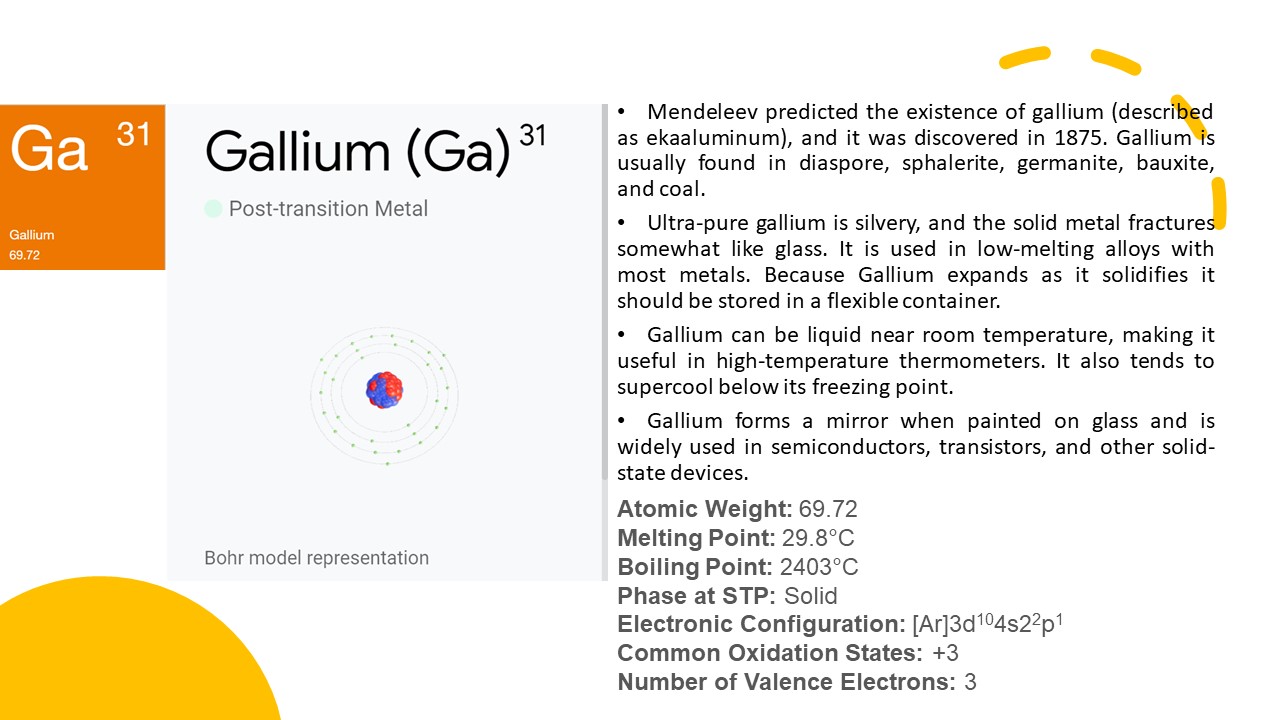 Ga 31
Gallium
69.72
Gallium (Ga) 31
Post-transition Metal
Bohr model representation
• Mendeleev predicted the existence of gallium (described
as ekaaluminum), and it was discovered in 1875. Gallium is
usually found in diaspore, sphalerite, germanite, bauxite,
and coal.
• Ultra-pure gallium is silvery, and the solid metal fractures
somewhat like glass. It is used in low-melting alloys with
most metals. Because Gallium expands as it solidifies it
should be stored in a flexible container.
• Gallium can be liquid near room temperature, making it
useful in high-temperature thermometers. It also tends to
supercool below its freezing point.
• Gallium forms a mirror when painted on glass and is
widely used in semiconductors, transistors, and other solid-
state devices.
Atomic Weight: 69.72
Melting Point: 29.8°C
Boiling Point: 2403°C
Phase at STP: Solid
Electronic Configuration: [Ar]3d¹⁰4s2²p¹
Common Oxidation States: +3
Number of Valence Electrons: 3